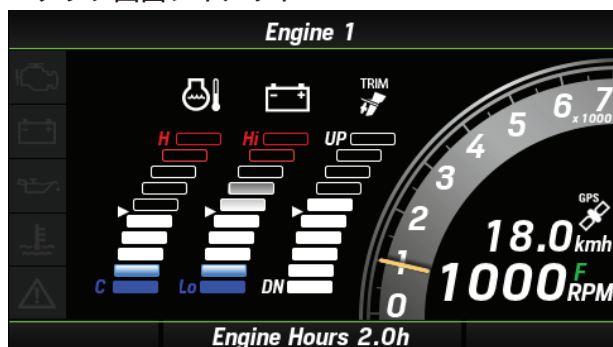 Engine 1
TRIM
H
Hi
UP
C
Lo
DN
7
6
x 1000
5
4
3
2
1
0
GPS
18.0 kmh
F
1000 RPM
Engine Hours 2.0h